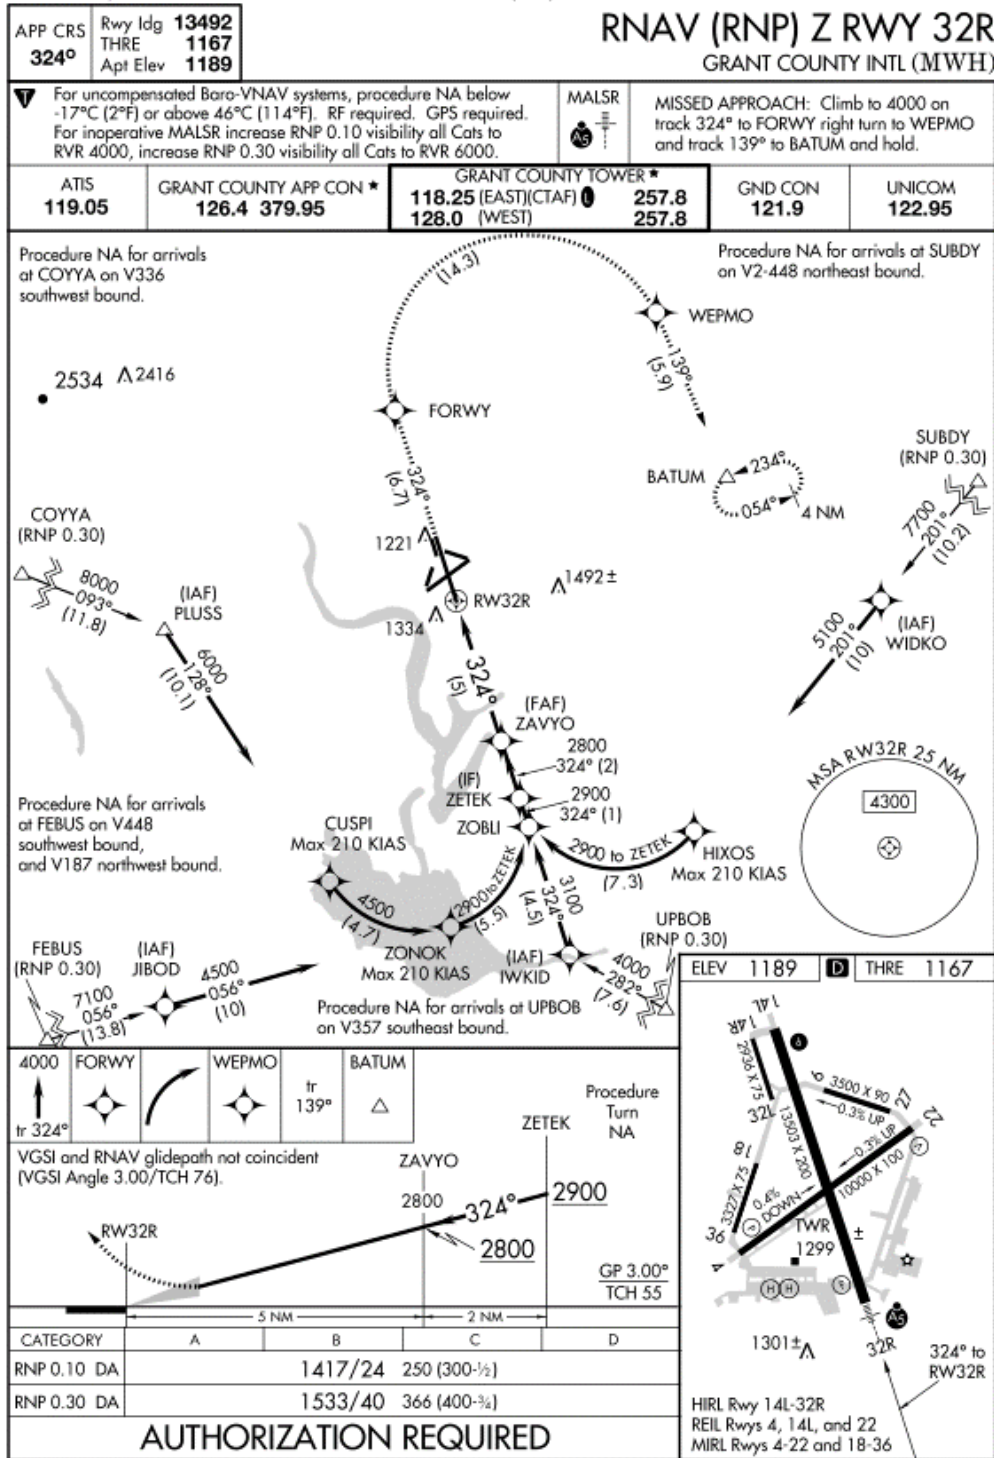 RNAV (RNP) Z RWY 32R
GRANT COUNTY INTL (MWH)
APP CRS
324°
Rwy ldg 13492
THRE 1167
Apt Elev 1189
T
For uncompensated Baro-VNAV systems, procedure NA below
-17°C (2°F) or above 46°C (114°F). RF required. GPS required.
For inoperative MALSR increase RNP 0.10 visibility all Cats to
RVR 4000, increase RNP 0.30 visibility all Cats to RVR 6000.
MALSR
A5
MISSED APPROACH: Climb to 4000 on
track 324° to FORWY right turn to WEPMO
and track 139° to BATUM and hold.
ATIS
119.05
GRANT COUNTY APP CON *
126.4 379.95
GRANT COUNTY TOWER *
118.25 (EAST)(CTAF) L 257.8
128.0 (WEST) 257.8
GND CON
121.9
UNICOM
122.95
Procedure NA for arrivals
at COYYA on V336
southwest bound.
Procedure NA for arrivals at SUBDY
on V2-448 northeast bound.
(14.3)
WEPMO
139°
(5.9)
2534
2416
FORWY
324°
(6.7)
BATUM
234°
054°
4 NM
SUBDY
(RNP 0.30)
7700
201°
(10.2)
COYYA
(RNP 0.30)
8000
093°
(11.8)
(IAF)
PLUSS
6000
128°
(10.1)
1221
1492 ±
RW32R
1334
(IAF)
WIDKO
5100
201°
(10)
324°
(5)
(FAF)
ZAVYO
2800
324° (2)
(IF)
ZETEK
2900
324° (1)
ZOBLI
MSA RW32R 25 NM
4300
Procedure NA for arrivals
at FEBUS on V448
southwest bound,
and V187 northwest bound.
CUSPI
Max 210 KIAS
4500
(4.7)
2900 to ZETEK
(5.5)
2900 to ZETEK
(7.3)
HIXOS
Max 210 KIAS
3100
324°
(4.5)
ZONOK
Max 210 KIAS
(IAF)
IWKID
UPBOB
(RNP 0.30)
4000
282°
(7.6)
FEBUS
(RNP 0.30)
7100
056°
(13.8)
(IAF)
JIBOD
4500
056°
(10)
Procedure NA for arrivals at UPBOB
on V357 southeast bound.
4000
tr 324°
FORWY
WEPMO
tr
139°
BATUM
Procedure
Turn
NA
VGSI and RNAV glidepath not coincident
(VGSI Angle 3.00/TCH 76).
ZETEK
ZAVYO
2800
324°
2900
2800
RW32R
GP 3.00°
TCH 55
5 NM
2 NM
CATEGORY A B C D
RNP 0.10 DA 1417/24 250 (300-½)
RNP 0.30 DA 1533/40 366 (400-¾)
AUTHORIZATION REQUIRED
ELEV 1189 D THRE 1167
14L
14R
2936 X 75
32L
13503 X 200
9
3500 X 90
0.3% UP
27
22
0.3% UP
10000 X 100
18
3327 X 75
36
4
0.4%
DOWN
TWR
1299
±
H
H
A5
1301±
32R
324° to
RW32R
HIRL Rwy 14L-32R
REIL Rwys 4, 14L, and 22
MIRL Rwys 4-22 and 18-36